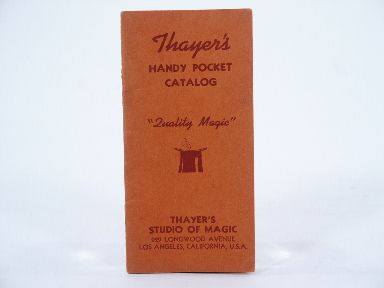 Thayer's
HANDY POCKET
CATALOG
"Quality Magic"
THAYER'S
STUDIO OF MAGIC
929 LONGWOOD AVENUE
LOS ANGELES, CALIFORNIA, U.S.A.